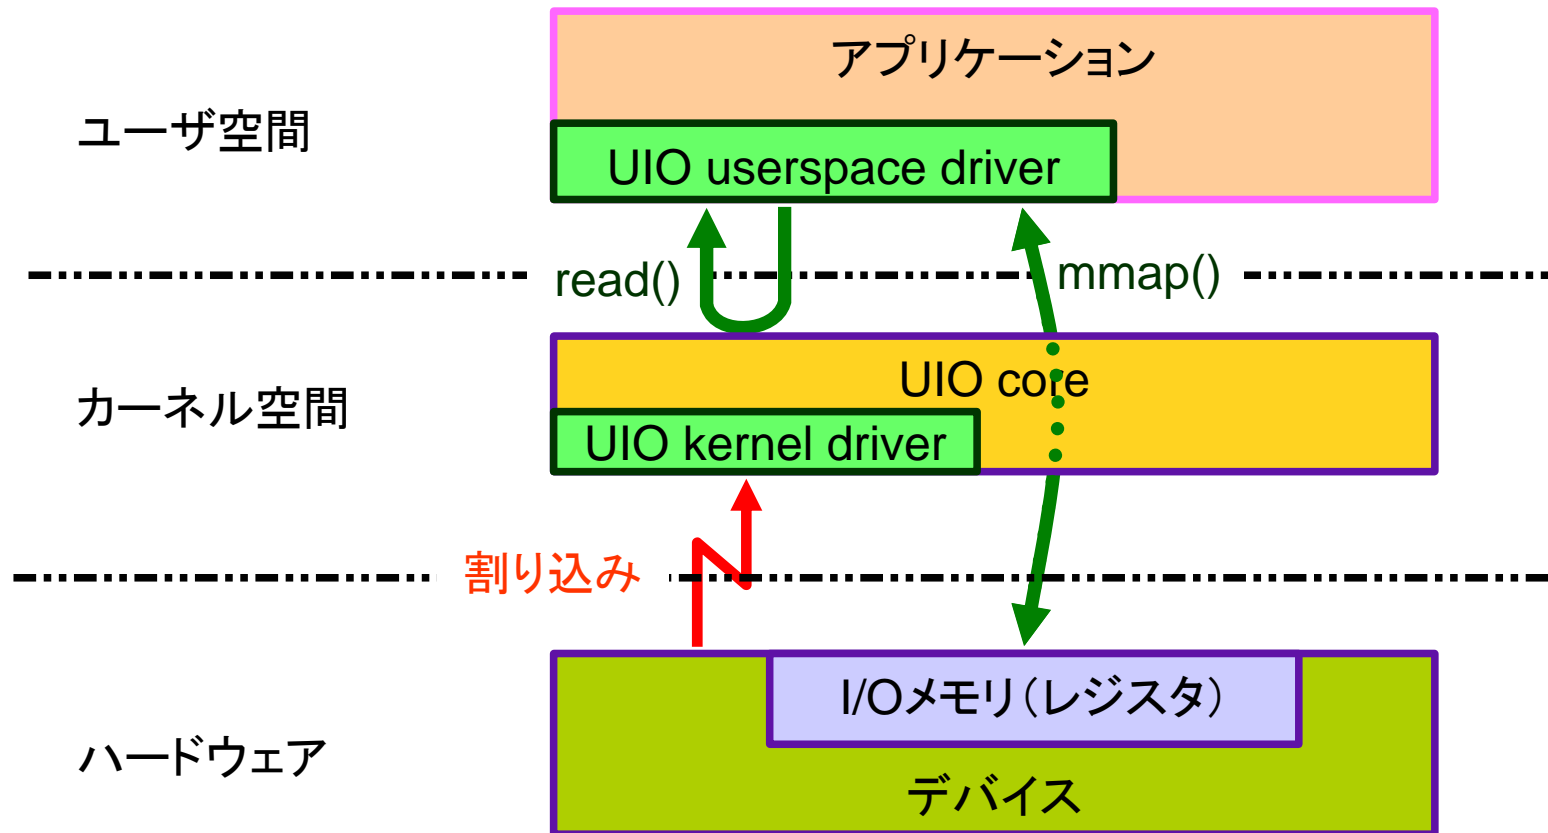 アプリケーション
ユーザ空間
UIO userspace driver
read()
mmap()
UIO core
カーネル空間
UIO kernel driver
割り込み
I/Oメモリ（レジスタ）
ハードウェア
デバイス